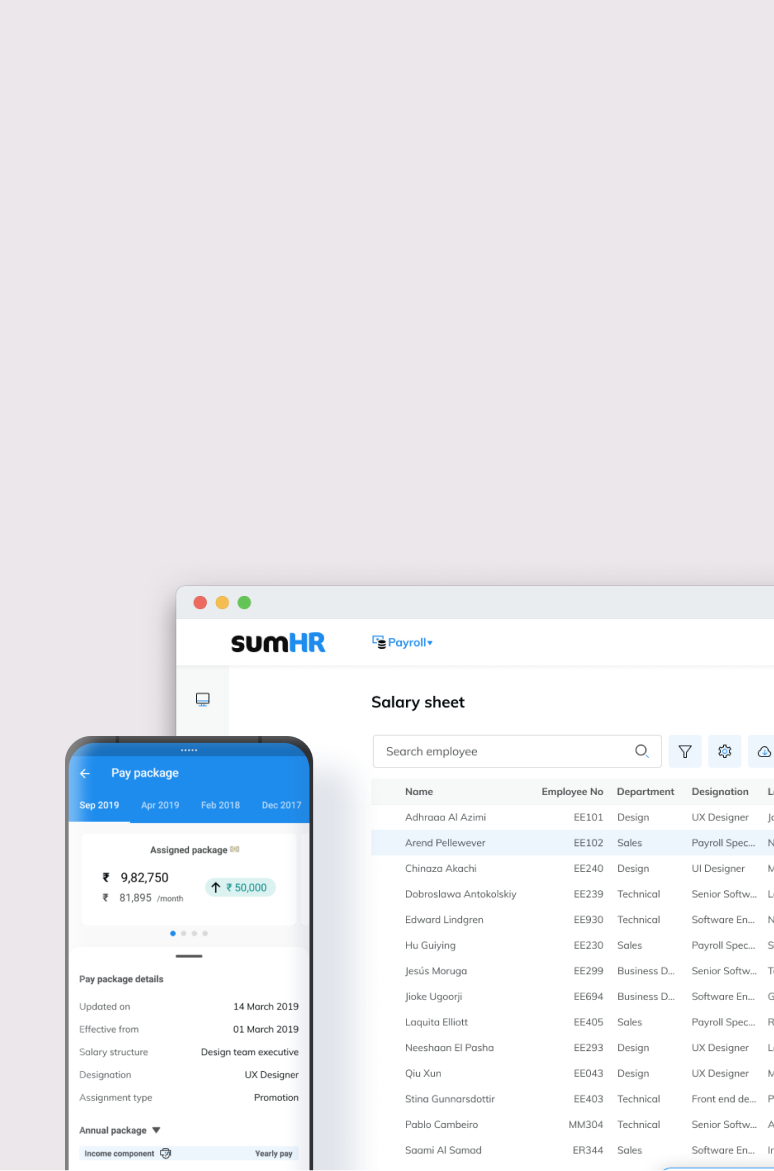 sumHR Payroll
Salary sheet
Search employee
Name Employee No Department Designation
Adhraaa Al Azimi EE101 Design UX Designer
Arend Pellewever EE102 Sales Payroll Spec...
Chinaza Akachi EE240 Design UI Designer
Dobroslawa Antokolskiy EE239 Technical Senior Softw...
Edward Lindgren EE930 Technical Software En...
Hu Guiying EE230 Sales Payroll Spec...
Jesús Moruga EE299 Business D... Senior Softw...
Jioke Ugoorji EE694 Business D... Software En...
Laquita Elliott EE405 Sales Payroll Spec...
Neeshaan El Pasha EE293 Design UX Designer
Qiu Xun EE043 Design UX Designer
Stina Gunnarsdottir EE403 Technical Front end de...
Pablo Cambeiro MM304 Technical Senior Softw...
Saami Al Samad ER344 Sales Software En...
Pay package
Sep 2019 Apr 2019 Feb 2018 Dec 2017
Assigned package
₹ 9,82,750
₹ 81,895 /month
₹ 50,000
Pay package details
Updated on 14 March 2019
Effective from 01 March 2019
Salary structure Design team executive
Designation UX Designer
Assignment type Promotion
Annual package
Income component Yearly pay